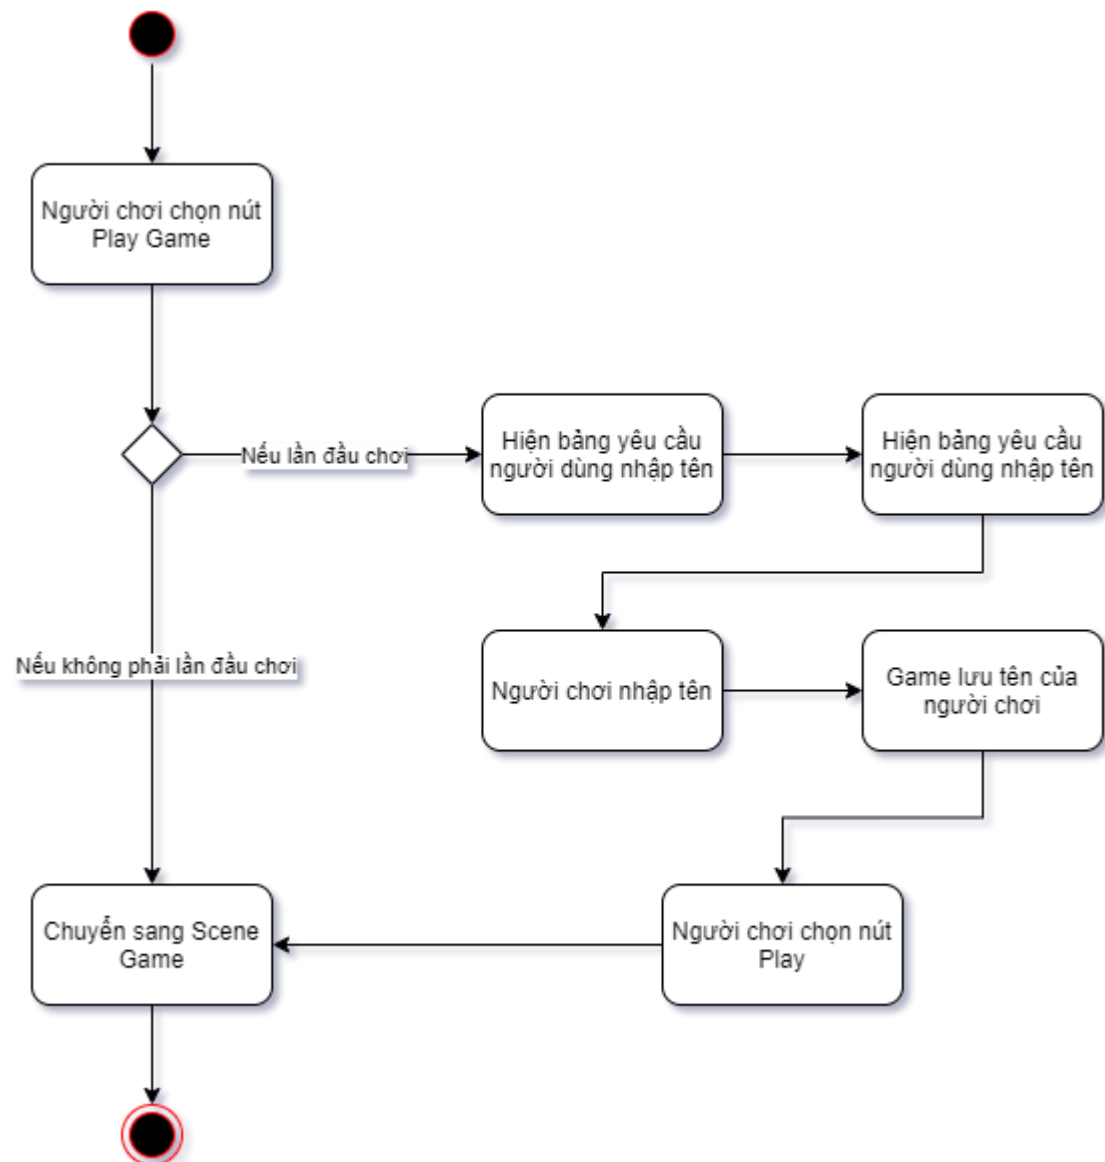 Người chơi chọn nút
Play Game
Nếu lần đầu chơi
Hiện bảng yêu cầu
người dùng nhập tên
Hiện bảng yêu cầu
người dùng nhập tên
Nếu không phải lần đầu chơi
Người chơi nhập tên
Game lưu tên của
người chơi
Chuyển sang Scene
Game
Người chơi chọn nút
Play